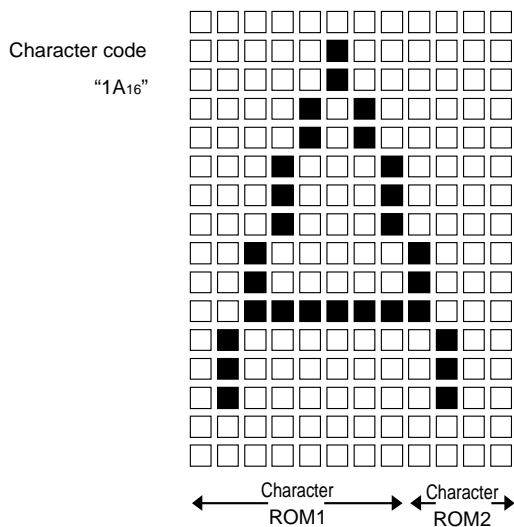 Character code
“1A16”
Character
ROM1
Character
ROM2